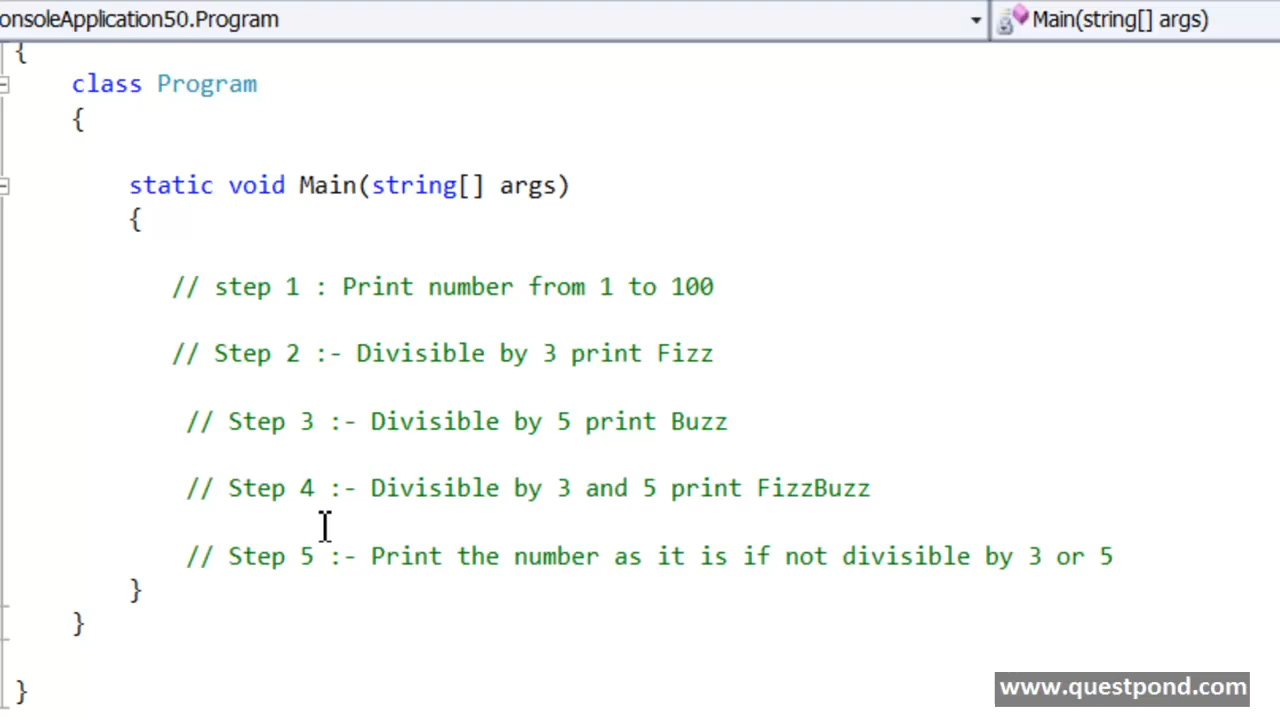 onsoleApplication50.Program Main(string[] args)
{
class Program
{
static void Main(string[] args)
{
// step 1 : Print number from 1 to 100
// Step 2 :- Divisible by 3 print Fizz
// Step 3 :- Divisible by 5 print Buzz
// Step 4 :- Divisible by 3 and 5 print FizzBuzz
// Step 5 :- Print the number as it is if not divisible by 3 or 5
}
}
}
www.questpond.com